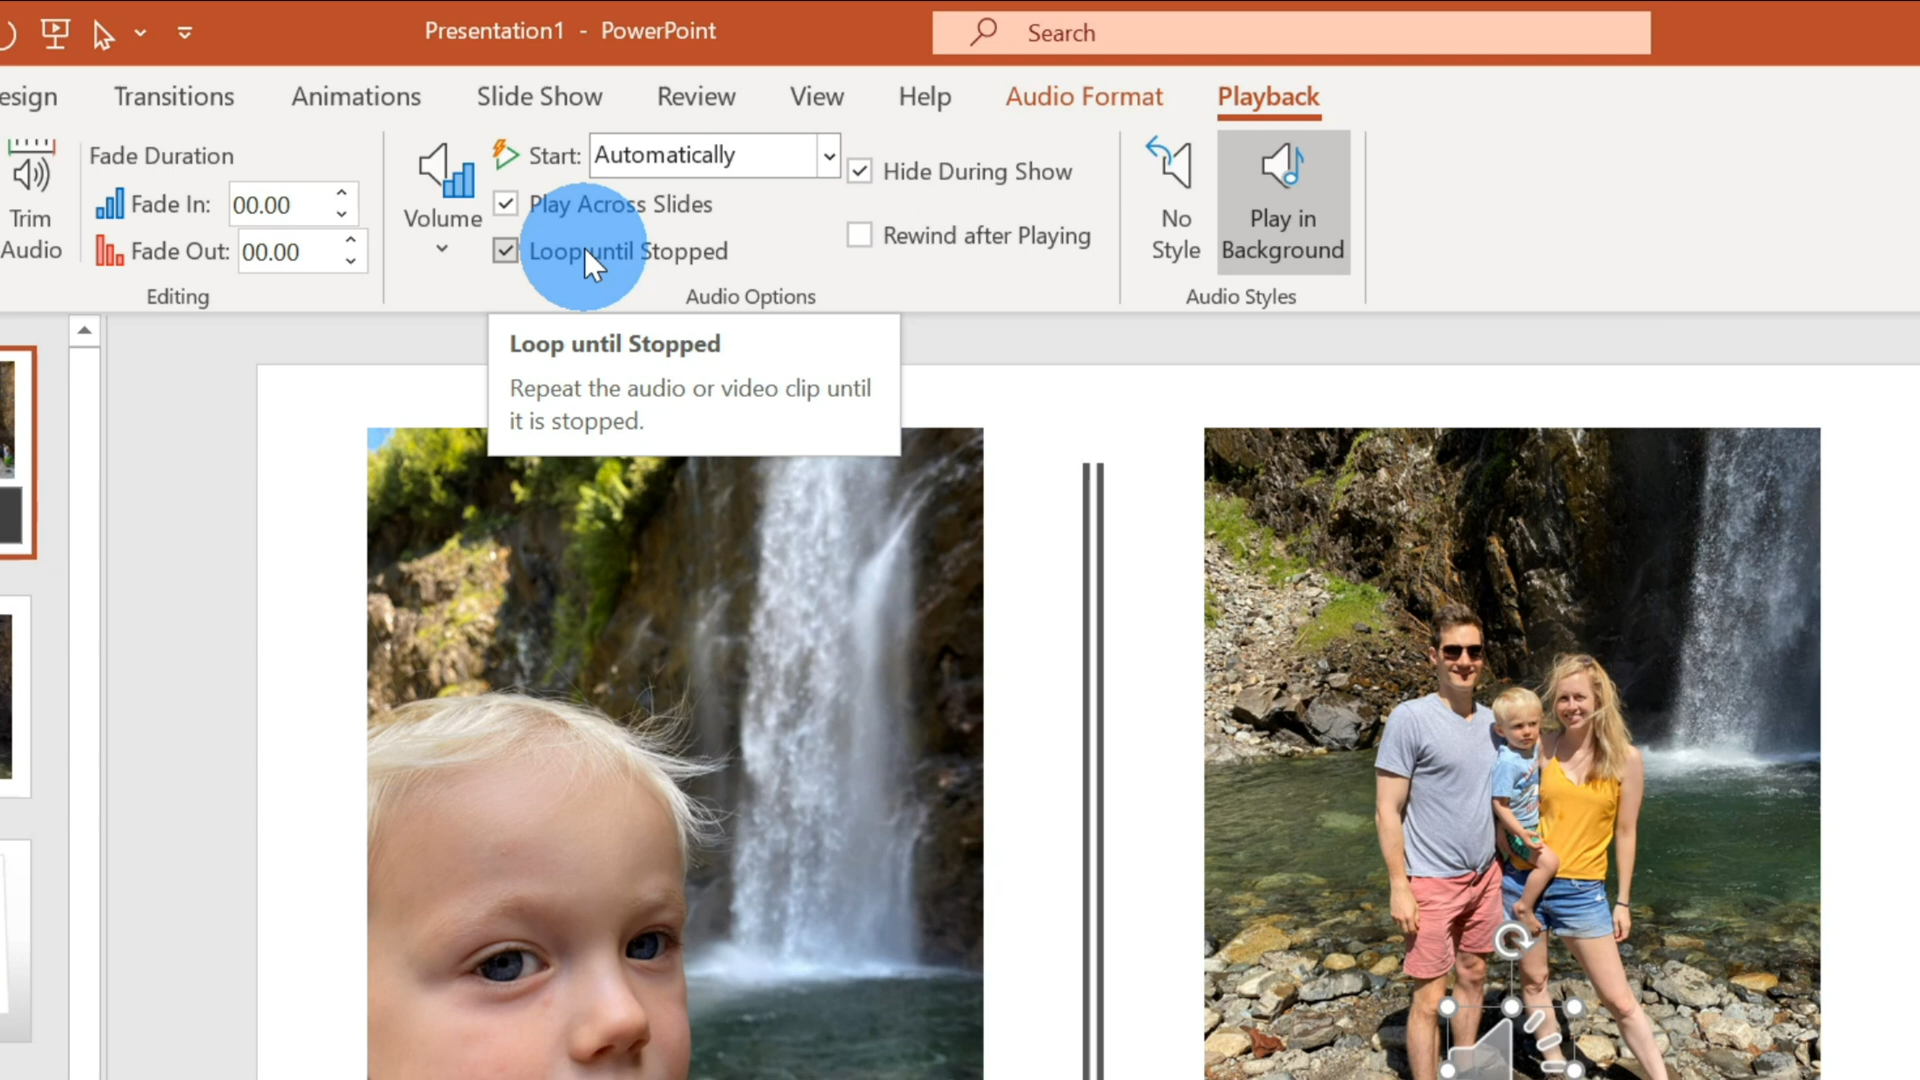 Presentation1 - PowerPoint
Search
esign Transitions Animations Slide Show Review View Help Audio Format Playback
Trim Audio
Fade Duration
Fade In: 00.00
Fade Out: 00.00
Editing
Volume
Start: Automatically
Play Across Slides
Loop until Stopped
Hide During Show
Rewind after Playing
Audio Options
No Style
Play in Background
Audio Styles
Loop until Stopped
Repeat the audio or video clip until
it is stopped.